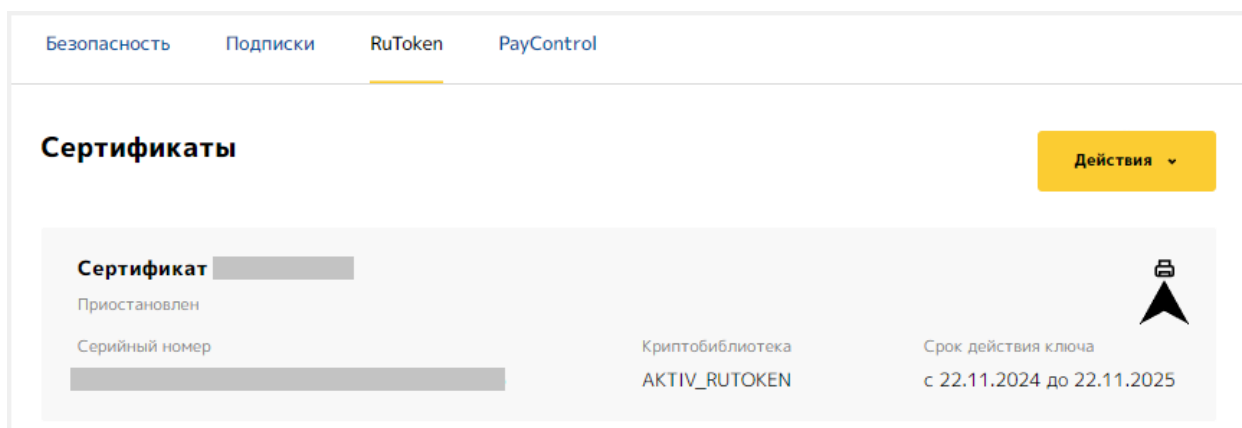 Безопасность Подписки RuToken PayControl
Сертификаты
Действия
Сертификат
Приостановлен
Серийный номер Криптобиблиотека Срок действия ключа
AKTIV_RUTOKEN с 22.11.2024 до 22.11.2025